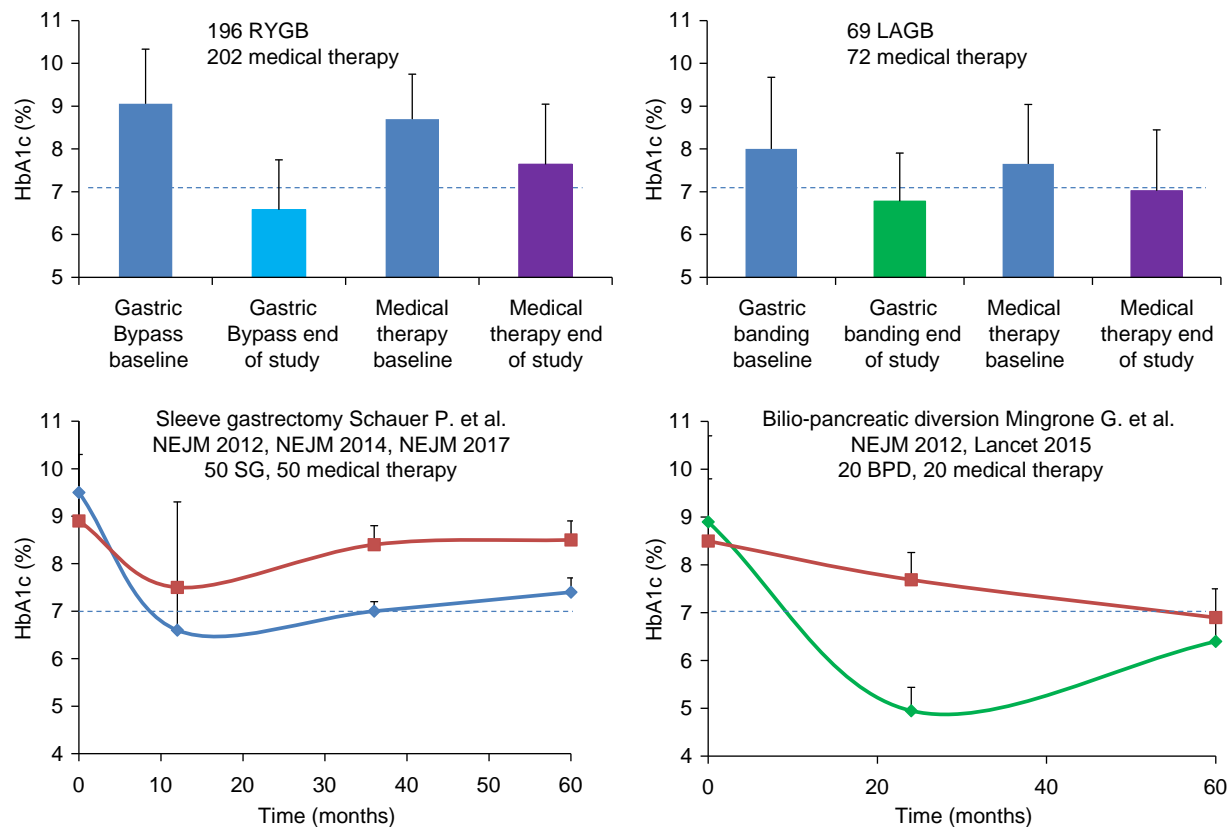 196 RYGB
202 medical therapy
HbA1c (%)
11
10
9
8
7
6
5
Gastric Bypass baseline
Gastric Bypass end of study
Medical therapy baseline
Medical therapy end of study
69 LAGB
72 medical therapy
HbA1c (%)
11
10
9
8
7
6
5
Gastric banding baseline
Gastric banding end of study
Medical therapy baseline
Medical therapy end of study
Sleeve gastrectomy Schauer P. et al.
NEJM 2012, NEJM 2014, NEJM 2017
50 SG, 50 medical therapy
HbA1c (%)
11
10
9
8
7
6
5
4
0 10 20 30 40 50 60
Time (months)
Bilio-pancreatic diversion Mingrone G. et al.
NEJM 2012, Lancet 2015
20 BPD, 20 medical therapy
HbA1c (%)
11
10
9
8
7
6
5
4
0 20 40 60
Time (months)